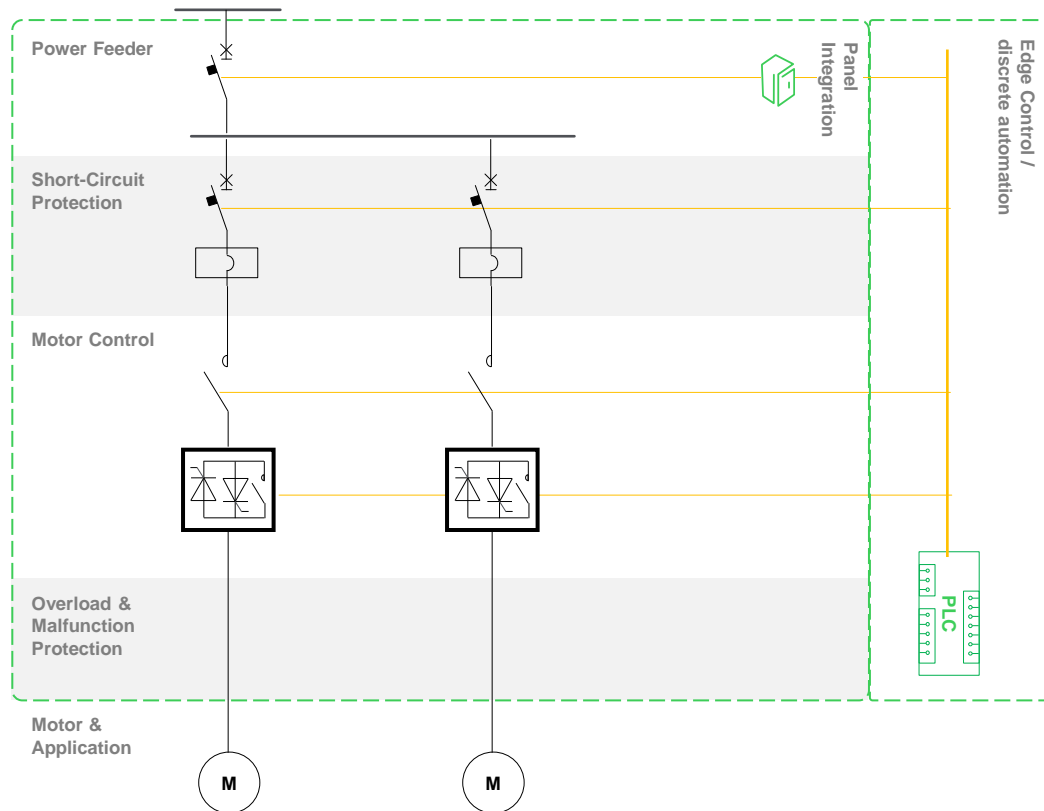 Power Feeder
Panel
Integration
Edge Control /
discrete automation
Short-Circuit
Protection
Motor Control
Overload &
Malfunction
Protection
PLC
Motor &
Application
M
M